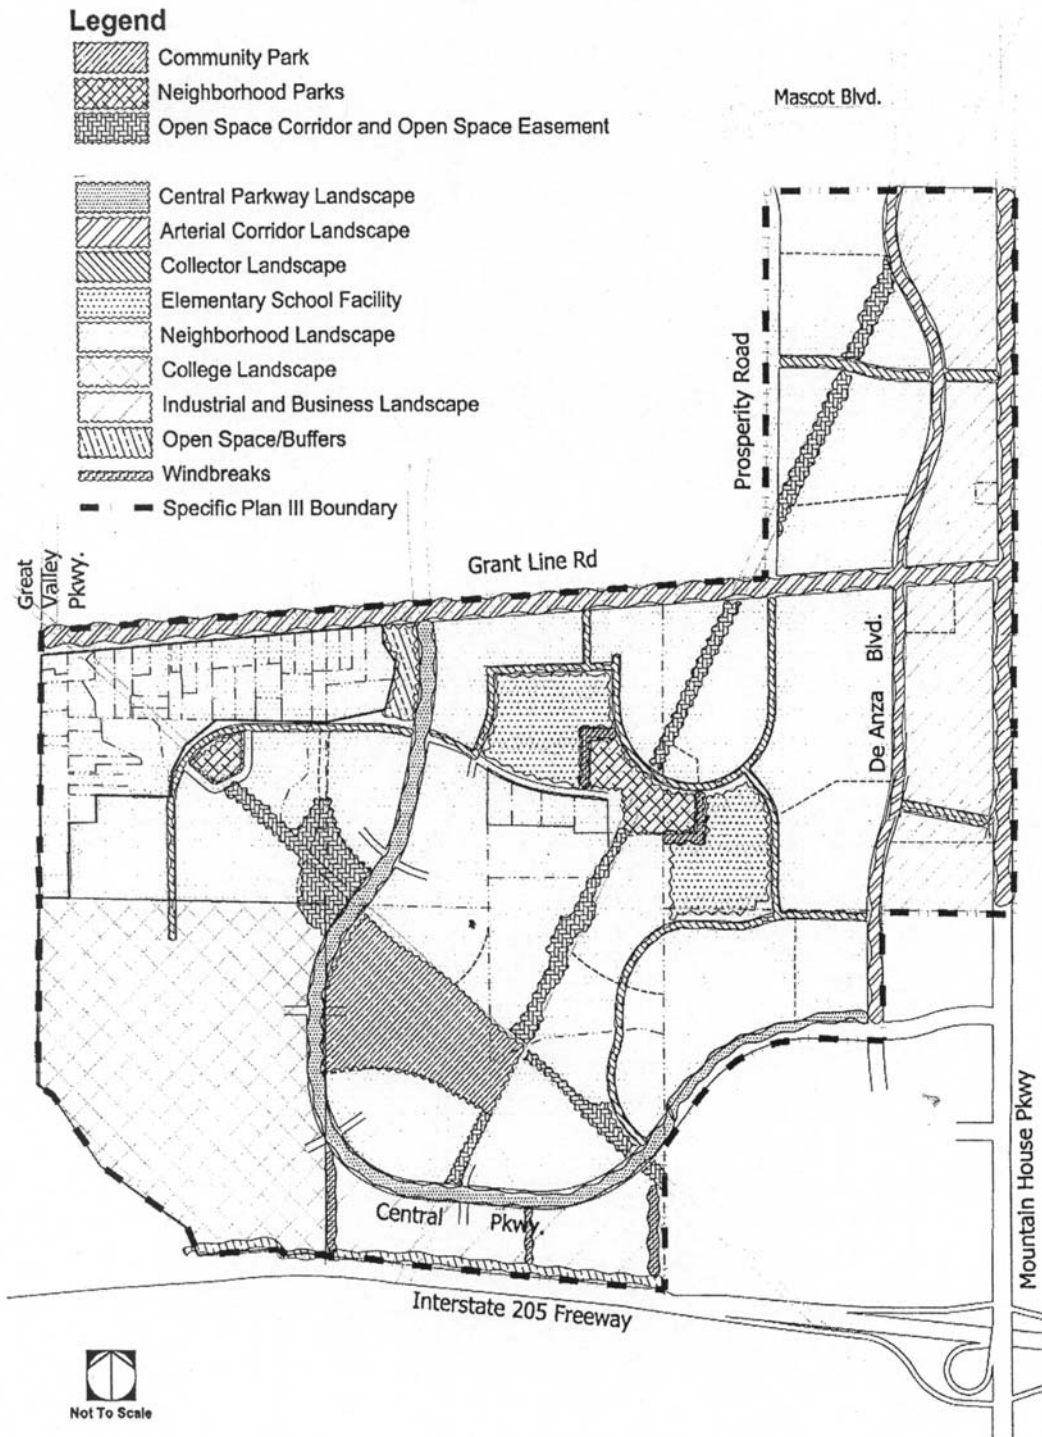 Legend
Community Park
Neighborhood Parks
Open Space Corridor and Open Space Easement
Central Parkway Landscape
Arterial Corridor Landscape
Collector Landscape
Elementary School Facility
Neighborhood Landscape
College Landscape
Industrial and Business Landscape
Open Space/Buffers
Windbreaks
Specific Plan III Boundary
Mascot Blvd.
Prosperity Road
Great
Valley
Pkwy.
Grant Line Rd
De Anza Blvd.
Central Pkwy.
Mountain House Pkwy
Interstate 205 Freeway
Not To Scale